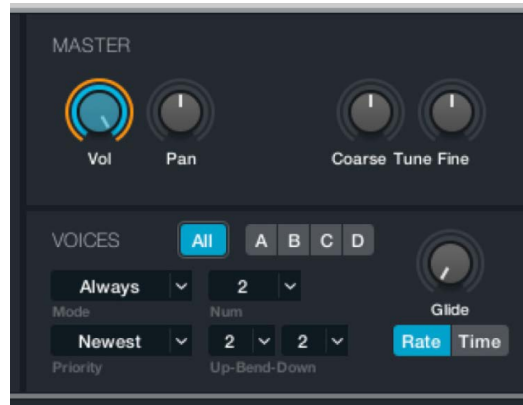 MASTER
Vol Pan Coarse Tune Fine
VOICES All A B C D
Always 2
Mode Num Glide
Newest 2 2 Rate Time
Priority Up-Bend-Down